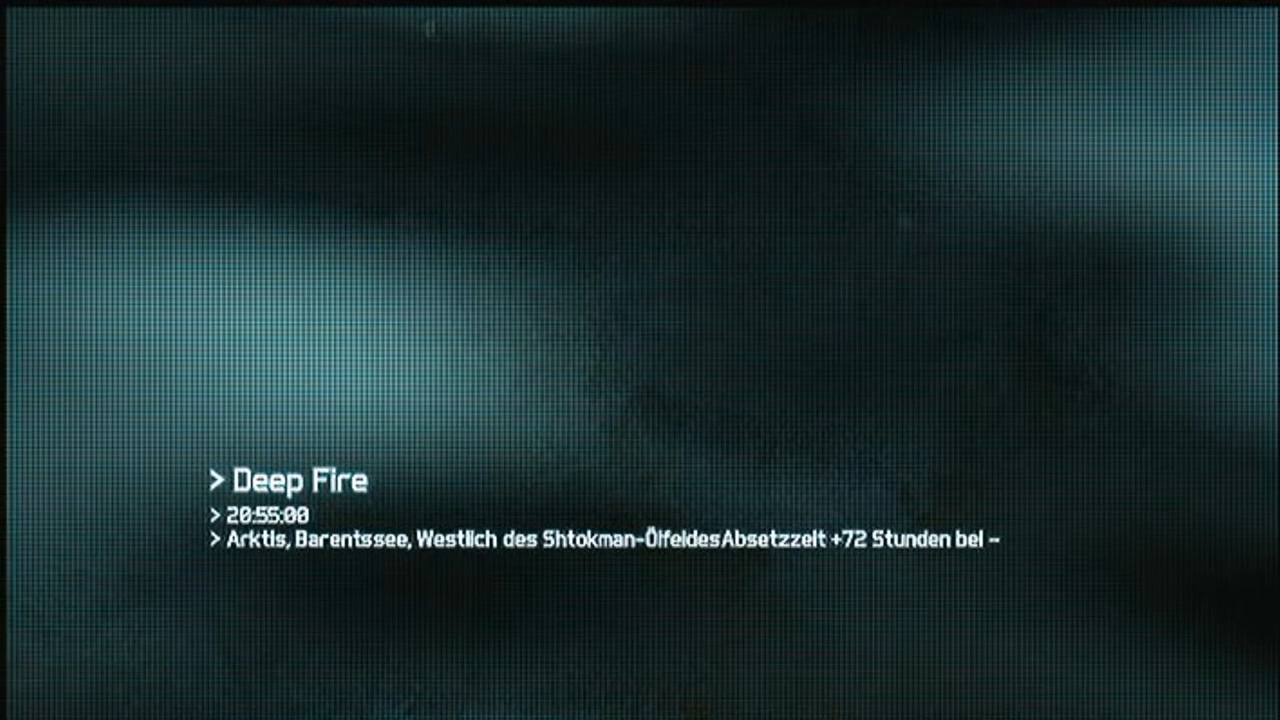 > Deep Fire
> 20:55:00
> Arktis, Barentssee, Westlich des Shtokman-ÖlfeldesAbsetzzeit +72 Stunden bei -